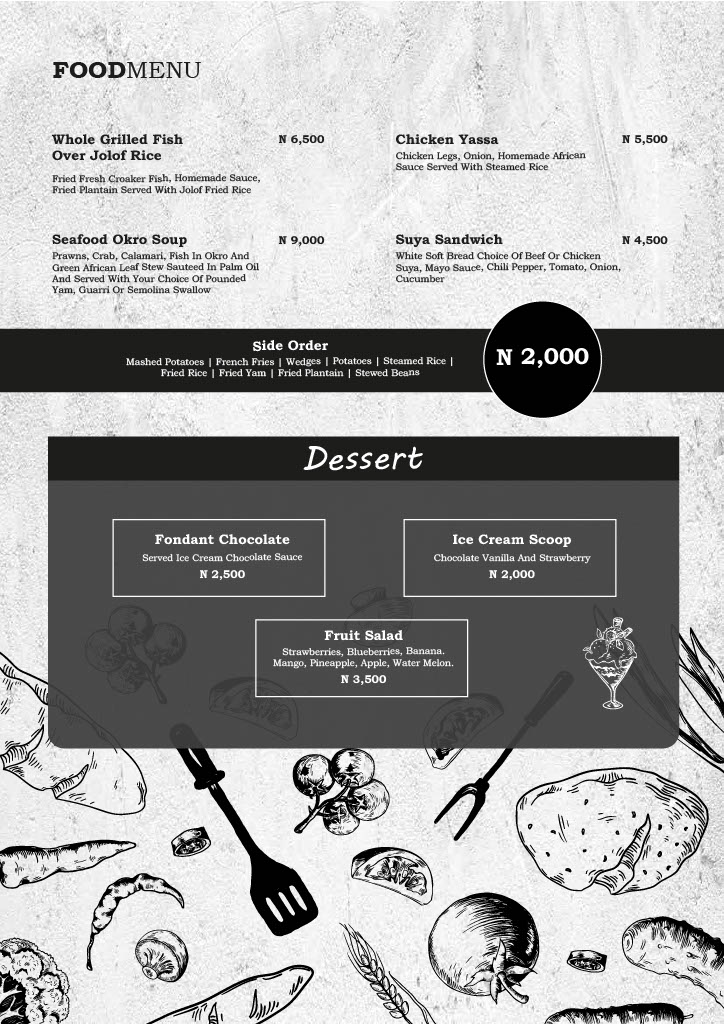 FOODMENU
Whole Grilled Fish
Over Jolof Rice
N 6,500
Fried Fresh Croaker Fish, Homemade Sauce,
Fried Plantain Served With Jolof Fried Rice
Chicken Yassa
N 5,500
Chicken Legs, Onion, Homemade African
Sauce Served With Steamed Rice
Seafood Okro Soup
N 9,000
Prawns, Crab, Calamari, Fish In Okro And
Green African Leaf Stew Sauteed In Palm Oil
And Served With Your Choice Of Pounded
Yam, Guarri Or Semolina Swallow
Suya Sandwich
N 4,500
White Soft Bread Choice Of Beef Or Chicken
Suya, Mayo Sauce, Chili Pepper, Tomato, Onion,
Cucumber
Side Order
Mashed Potatoes | French Fries | Wedges | Potatoes | Steamed Rice |
Fried Rice | Fried Yam | Fried Plantain | Stewed Beans
N 2,000
Dessert
Fondant Chocolate
Served Ice Cream Chocolate Sauce
N 2,500
Ice Cream Scoop
Chocolate Vanilla And Strawberry
N 2,000
Fruit Salad
Strawberries, Blueberries, Banana.
Mango, Pineapple, Apple, Water Melon.
N 3,500